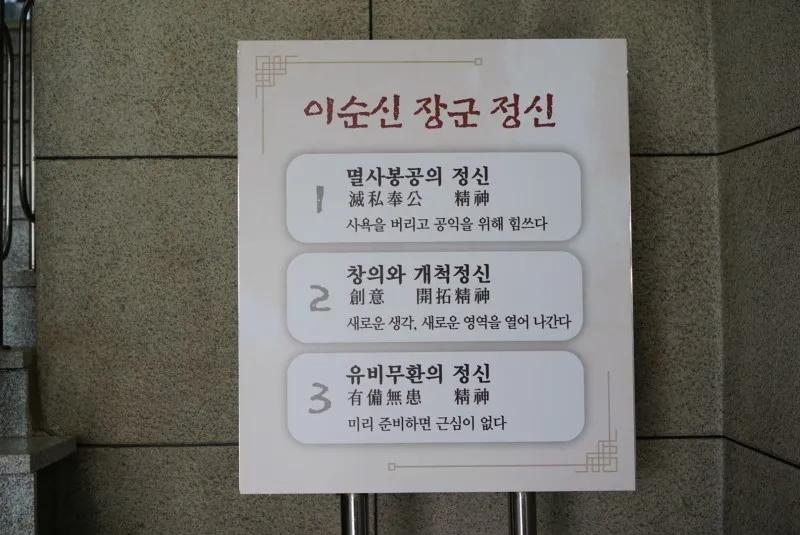 이순신 장군 정신
1
멸사봉공의 정신
滅私奉公 精神
사욕을 버리고 공익을 위해 힘쓰다
2
창의와 개척정신
創意 開拓精神
새로운 생각, 새로운 영역을 열어 나간다
3
유비무환의 정신
有備無患 精神
미리 준비하면 근심이 없다